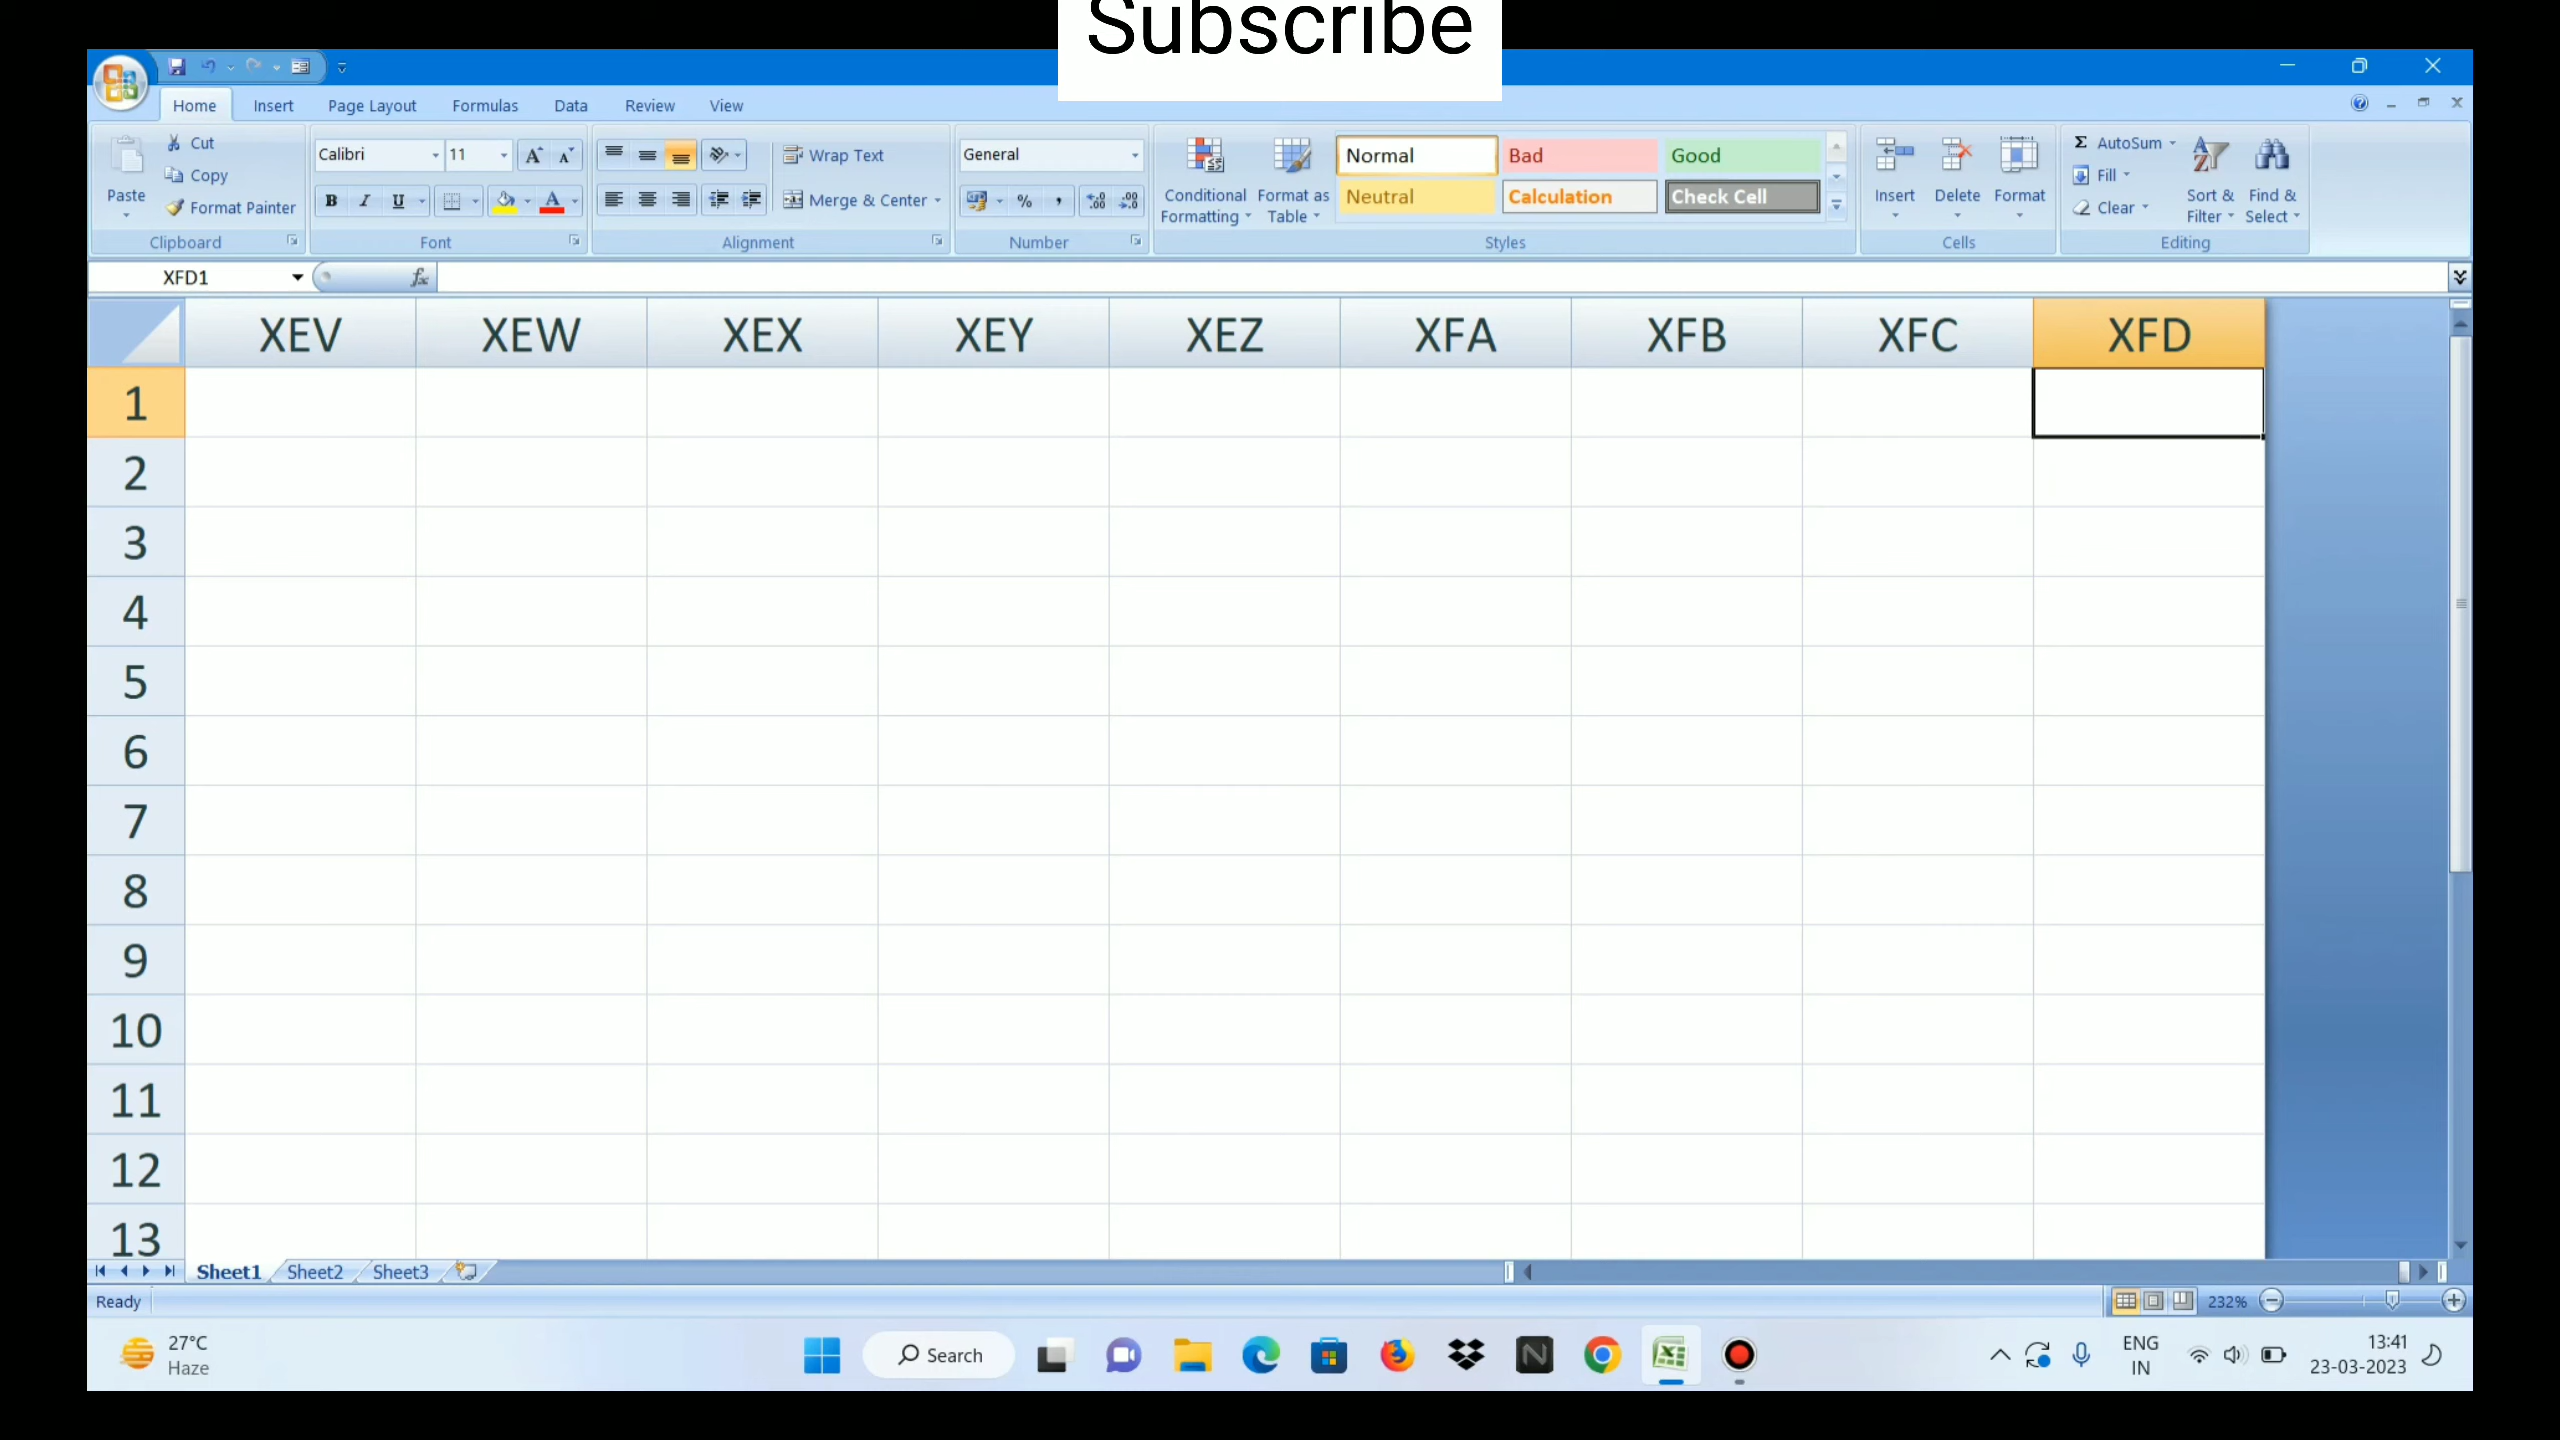 Subscribe
Home Insert Page Layout Formulas Data Review View
Paste
Cut
Copy
Format Painter
Clipboard
Calibri 11
B I U
Font
Wrap Text
Merge & Center
Alignment
General
%
Number
Conditional Formatting
Format as Table
Normal Bad Good
Neutral Calculation Check Cell
Styles
Insert Delete Format
Cells
AutoSum
Fill
Clear
Sort & Filter
Find & Select
Editing
XFD1 fx
XEV XEW XEX XEY XEZ XFA XFB XFC XFD
1
2
3
4
5
6
7
8
9
10
11
12
13
Sheet1 Sheet2 Sheet3
Ready 232%
27°C
Haze
Search
ENG
IN
13:41
23-03-2023